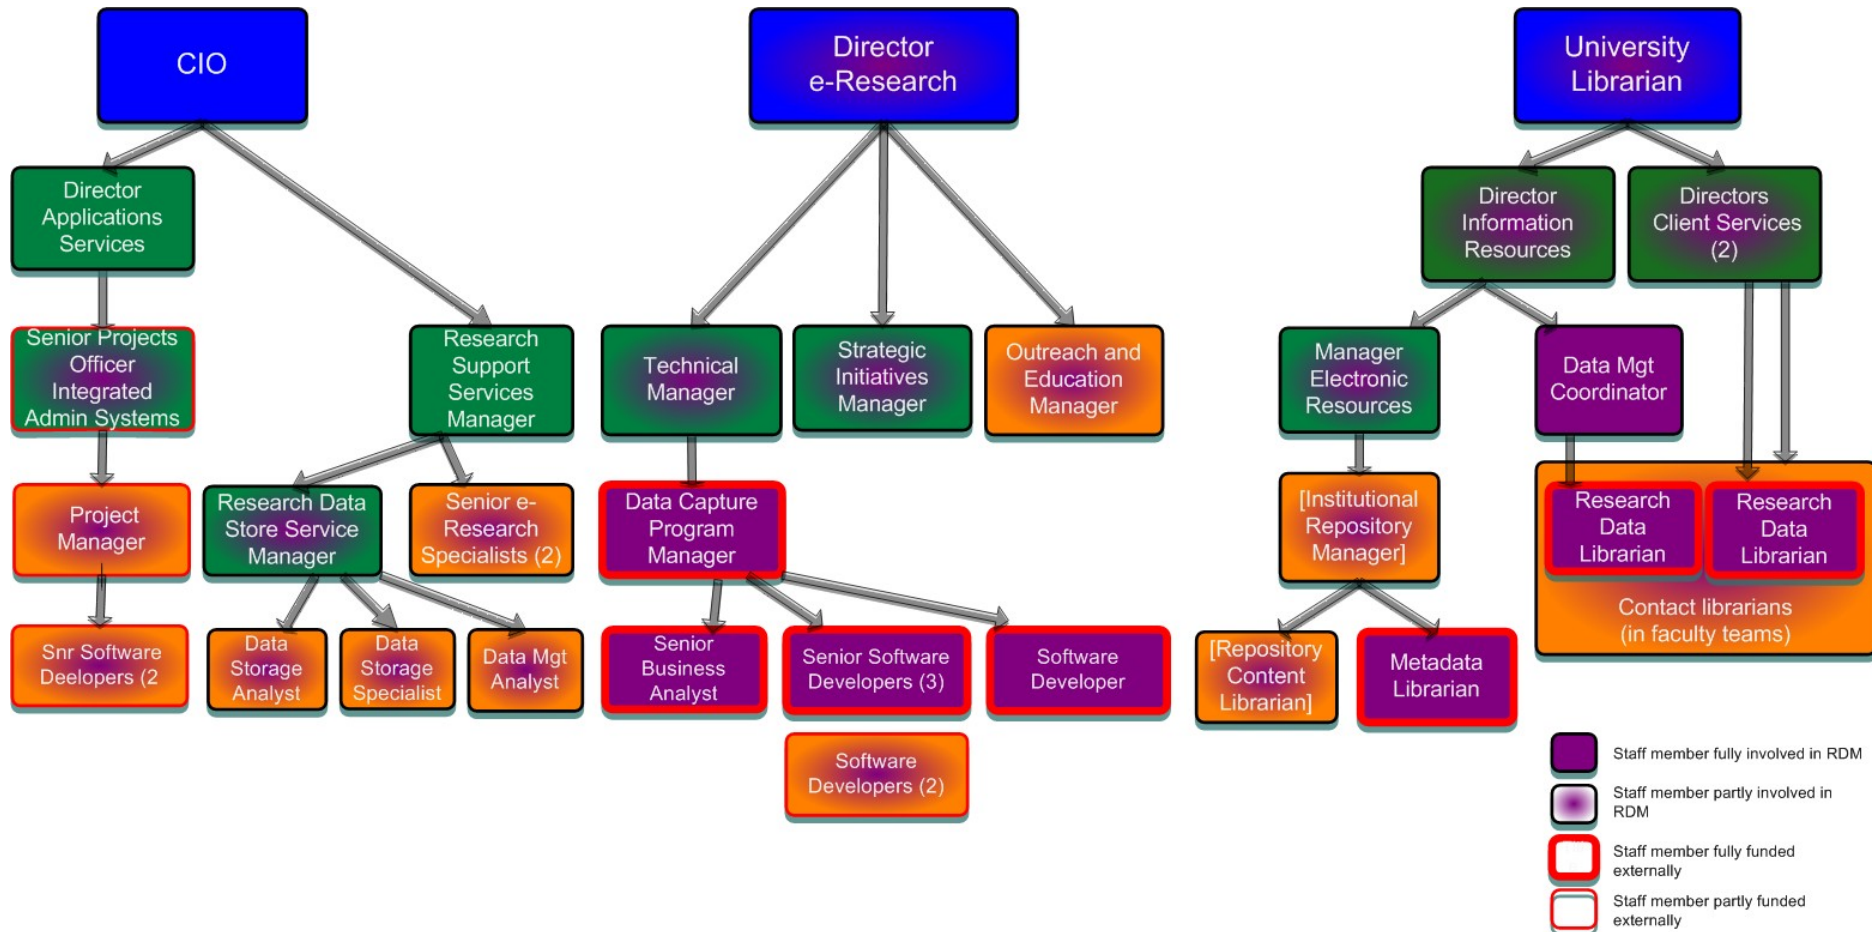 CIO
Director
e-Research
University
Librarian
Director
Applications
Services
Director
Information
Resources
Directors
Client Services
(2)
Senior Projects
Officer
Integrated
Admin Systems
Research
Support
Services
Manager
Technical
Manager
Strategic
Initiatives
Manager
Outreach and
Education
Manager
Manager
Electronic
Resources
Data Mgt
Coordinator
Project
Manager
Research Data
Store Service
Manager
Senior e-
Research
Specialists (2)
Data Capture
Program
Manager
[Institutional
Repository
Manager]
Research
Data
Librarian
Research
Data
Librarian
Contact librarians
(in faculty teams)
Snr Software
Deelopers (2
Data
Storage
Analyst
Data
Storage
Specialist
Data Mgt
Analyst
Senior
Business
Analyst
Senior Software
Developers (3)
Software
Developer
[Repository
Content
Librarian]
Metadata
Librarian
Software
Developers (2)
Staff member fully involved in RDM
Staff member partly involved in
RDM
Staff member fully funded
externally
Staff member partly funded
externally